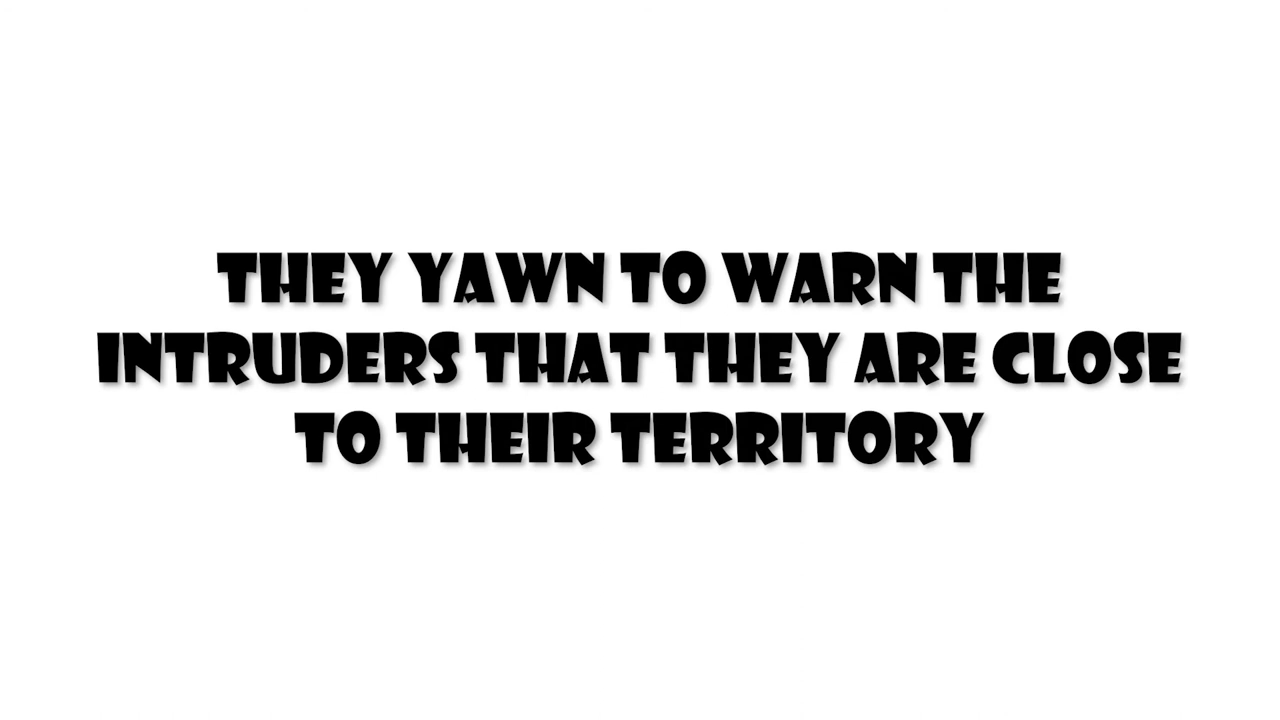 THEY YAWN TO WARN THE
INTRUDERS THAT THEY ARE CLOSE
TO THEIR TERRITORY